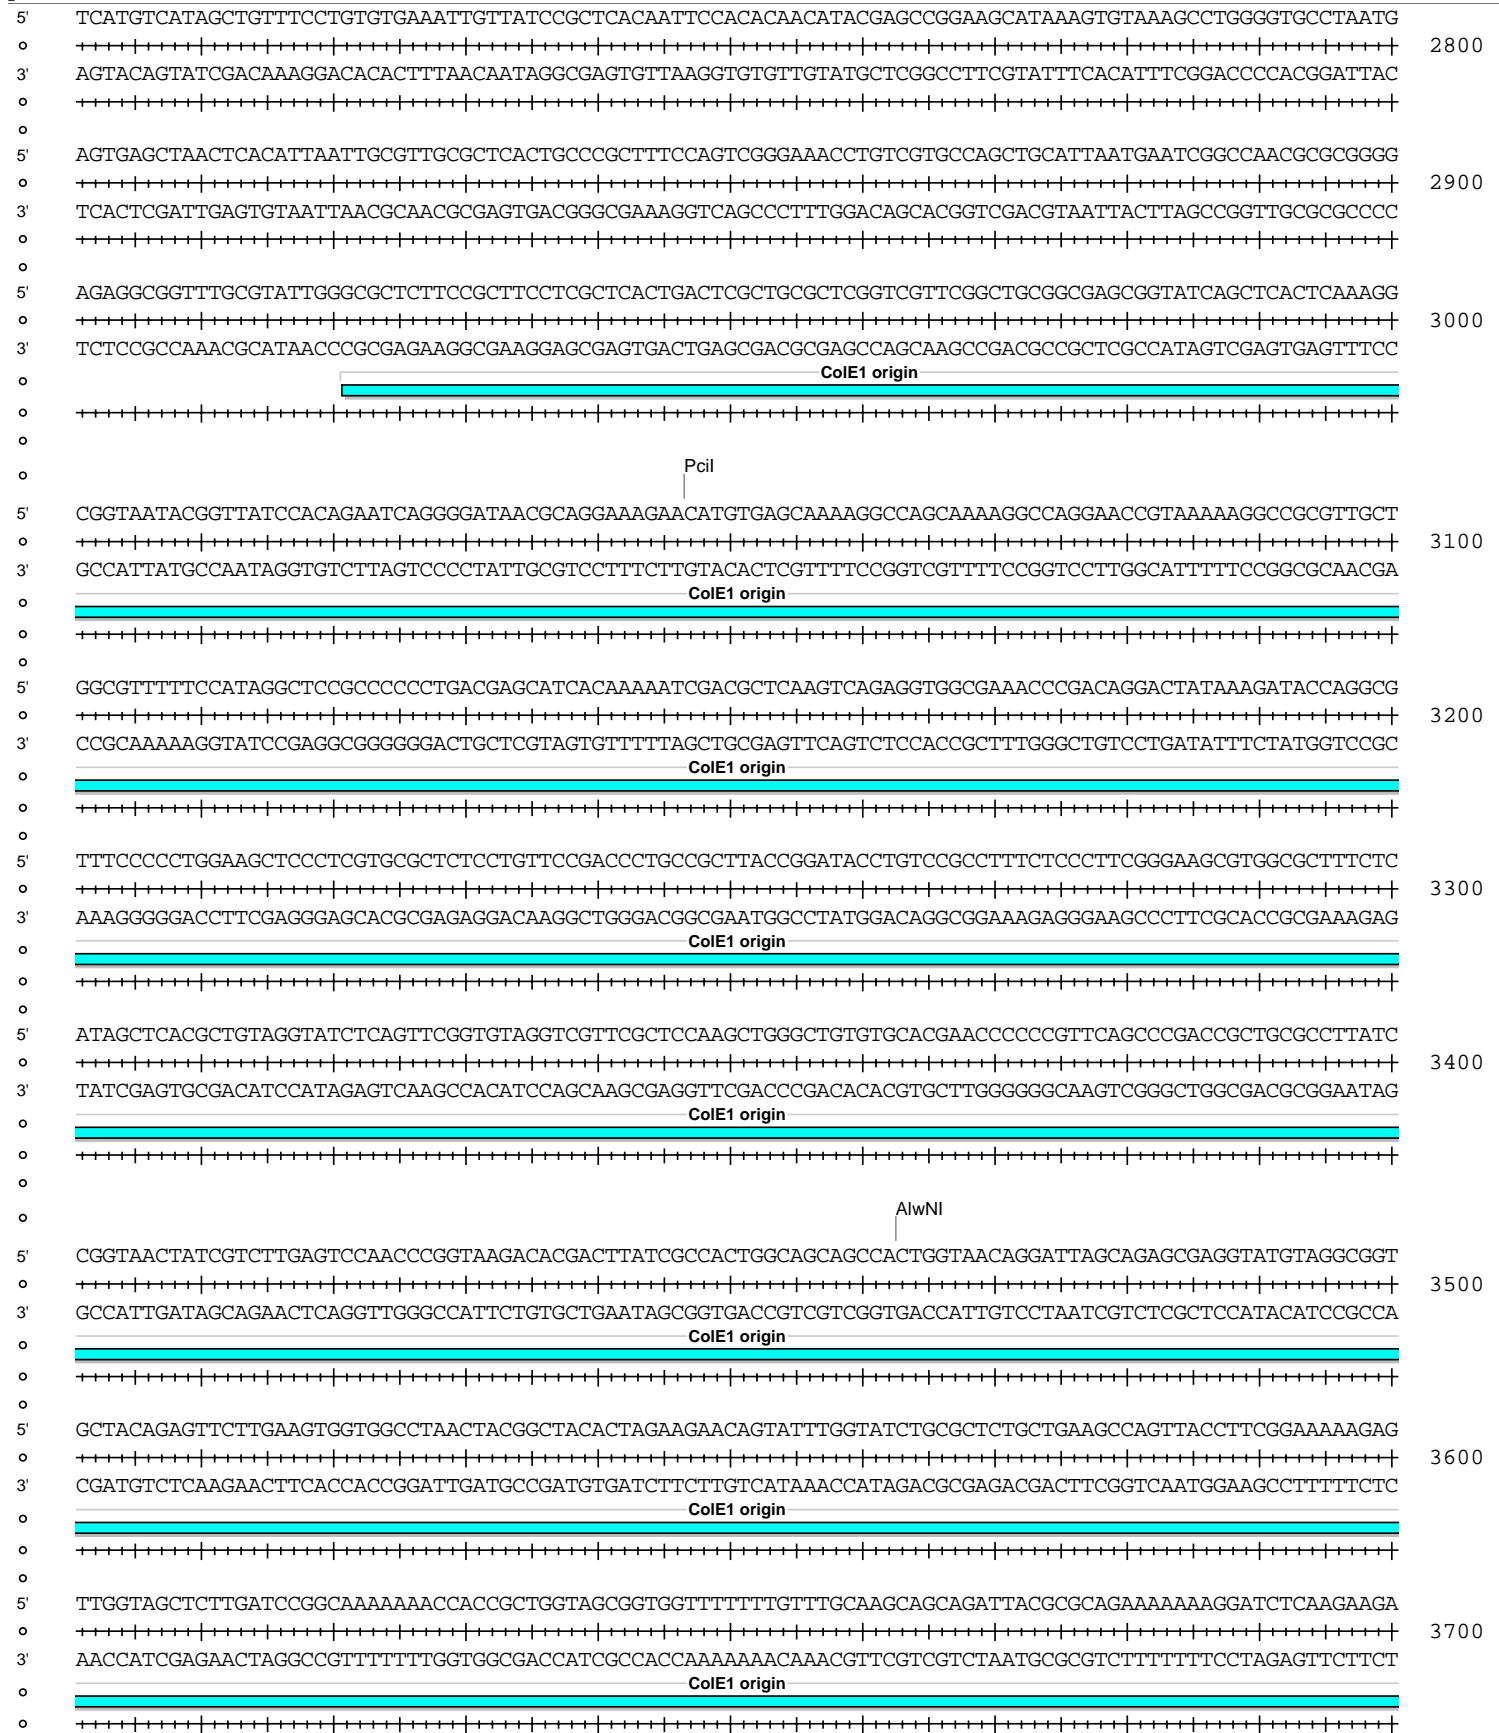 5' TCATGTCATAGCTGTTTCCTGTGTGAAATTGTTATCCGCTCACAATTCCACACAACATACGAGCCGGAAGCATAAAGTGTAAAGCCTGGGGTGCCTAATG
2800
3' AGTACAGTATCGACAAAGGACACACTTTAACAATAGGCGAGTGTTAAGGTGTGTTGTATGCTCGGCCTTCGTATTTCACATTTCGGACCCCACGGATTAC
5' AGTGAGCTAACTCACATTAATTGCGTTGCGCTCACTGCCCGCTTTCCAGTCGGGAAACCTGTCGTGCCAGCTGCATTAATGAATCGGCCAACGCGCGGGG
2900
3' TCACTCGATTGAGTGTAATTAACGCAACGCGAGTGACGGGCGAAAGGTCAGCCCTTTGGACAGCACGGTCGACGTAATTACTTAGCCGGTTGCGCGCCCC
5' AGAGGCGGTTTGCGTATTGGGCGCTCTTCCGCTTCCTCGCTCACTGACTCGCTGCGCTCGGTCGTTCGGCTGCGGCGAGCGGTATCAGCTCACTCAAAGG
3000
3' TCTCCGCCAAACGCATAACCCGCGAGAAGGCGAAGGAGCGAGTGACTGAGCGACGCGAGCCAGCAAGCCGACGCCGCTCGCCATAGTCGAGTGAGTTTCC
ColE1 origin
PciI
5' CGGTAATACGGTTATCCACAGAATCAGGGGATAACGCAGGAAAGAACATGTGAGCAAAAGGCCAGCAAAAGGCCAGGAACCGTAAAAAGGCCGCGTTGCT
3100
3' GCCATTATGCCAATAGGTGTCTTAGTCCCCTATTGCGTCCTTTCTTGTACACTCGTTTTCCGGTCGTTTTCCGGTCCTTGGCATTTTTCCGGCGCAACGA
ColE1 origin
5' GGCGTTTTTCCATAGGCTCCGCCCCCCTGACGAGCATCACAAAAATCGACGCTCAAGTCAGAGGTGGCGAAACCCGACAGGACTATAAAGATACCAGGCG
3200
3' CCGCAAAAAGGTATCCGAGGCGGGGGGACTGCTCGTAGTGTTTTTAGCTGCGAGTTCAGTCTCCACCGCTTTGGGCTGTCCTGATATTTCTATGGTCCGC
ColE1 origin
5' TTTCCCCCTGGAAGCTCCCTCGTGCGCTCTCCTGTTCCGACCCTGCCGCTTACCGGATACCTGTCCGCCTTTCTCCCTTCGGGAAGCGTGGCGCTTTCTC
3300
3' AAAGGGGGACCTTCGAGGGAGCACGCGAGAGGACAAGGCTGGGACGGCGAATGGCCTATGGACAGGCGGAAAGAGGGAAGCCCTTCGCACCGCGAAAGAG
ColE1 origin
5' ATAGCTCACGCTGTAGGTATCTCAGTTCGGTGTAGGTCGTTCGCTCCAAGCTGGGCTGTGTGCACGAACCCCCCGTTCAGCCCGACCGCTGCGCCTTATC
3400
3' TATCGAGTGCGACATCCATAGAGTCAAGCCACATCCAGCAAGCGAGGTTCGACCCGACACACGTGCTTGGGGGGCAAGTCGGGCTGGCGACGCGGAATAG
ColE1 origin
AlwNI
5' CGGTAACTATCGTCTTGAGTCCAACCCGGTAAGACACGACTTATCGCCACTGGCAGCAGCCACTGGTAACAGGATTAGCAGAGCGAGGTATGTAGGCGGT
3500
3' GCCATTGATAGCAGAACTCAGGTTGGGCCATTCTGTGCTGAATAGCGGTGACCGTCGTCGGTGACCATTGTCCTAATCGTCTCGCTCCATACATCCGCCA
ColE1 origin
5' GCTACAGAGTTCTTGAAGTGGTGGCCTAACTACGGCTACACTAGAAGAACAGTATTTGGTATCTGCGCTCTGCTGAAGCCAGTTACCTTCGGAAAAAGAG
3600
3' CGATGTCTCAAGAACTTCACCACCGGATTGATGCCGATGTGATCTTCTTGTCATAAACCATAGACGCGAGACGACTTCGGTCAATGGAAGCCTTTTTCTC
ColE1 origin
5' TTGGTAGCTCTTGATCCGGCAAAAAAACCACCGCTGGTAGCGGTGGTTTTTTTGTTTGCAAGCAGCAGATTACGCGCAGAAAAAAAGGATCTCAAGAAGA
3700
3' AACCATCGAGAACTAGGCCGTTTTTTTGGTGGCGACCATCGCCACCAAAAAAACAAACGTTCGTCGTCTAATGCGCGTCTTTTTTTCCTAGAGTTCTTCT
ColE1 origin